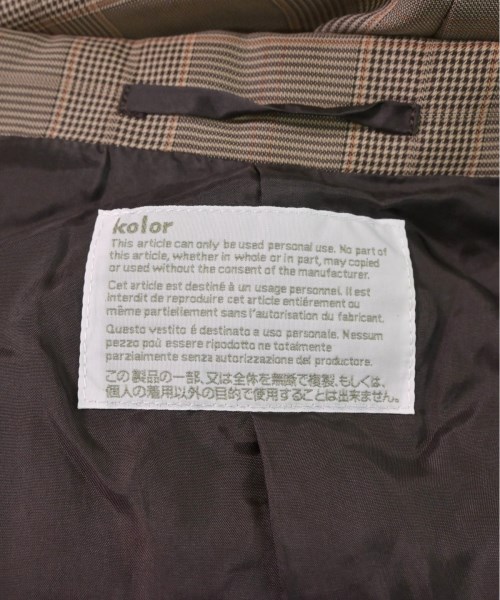 kolor
This article can only be used personal use. No part of
this article, whether in whole or in part, may copied
or used without the consent of the manufacturer.
Cet article est destiné à un usage personnel. Il est
interdit de reproduire cet article entiérement ou
même partiellement sans l'autorisation du fabricant.
Questo vestito é destinato a uso personale. Nessum
pezzo poù essere ripodotto ne totalmente
parzialmente senza autorizzazione del produttore.
この製品の一部、又は全体を無断で複製、もしくは、
個人の着用以外の目的で使用することは出来ません。